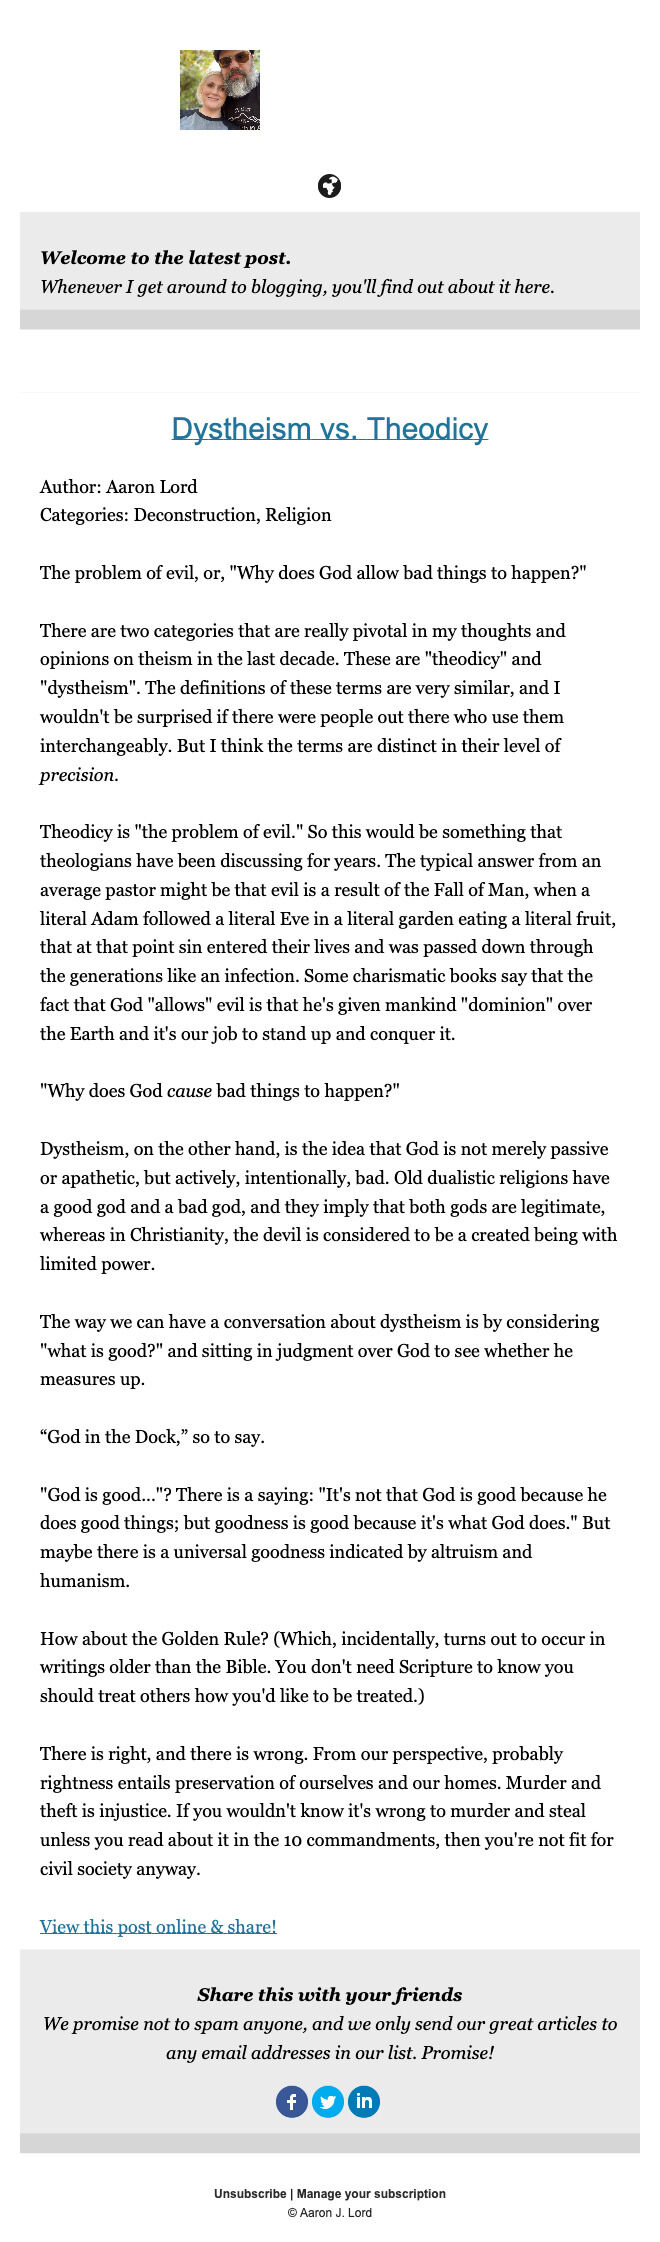 Welcome to the latest post.
Whenever I get around to blogging, you'll find out about it here.
Dystheism vs. Theodicy
Author: Aaron Lord
Categories: Deconstruction, Religion
The problem of evil, or, "Why does God allow bad things to happen?"
There are two categories that are really pivotal in my thoughts and
opinions on theism in the last decade. These are "theodicy" and
"dystheism". The definitions of these terms are very similar, and I
wouldn't be surprised if there were people out there who use them
interchangeably. But I think the terms are distinct in their level of
precision.
Theodicy is "the problem of evil." So this would be something that
theologians have been discussing for years. The typical answer from an
average pastor might be that evil is a result of the Fall of Man, when a
literal Adam followed a literal Eve in a literal garden eating a literal fruit,
that at that point sin entered their lives and was passed down through
the generations like an infection. Some charismatic books say that the
fact that God "allows" evil is that he's given mankind "dominion" over
the Earth and it's our job to stand up and conquer it.
"Why does God cause bad things to happen?"
Dystheism, on the other hand, is the idea that God is not merely passive
or apathetic, but actively, intentionally, bad. Old dualistic religions have
a good god and a bad god, and they imply that both gods are legitimate,
whereas in Christianity, the devil is considered to be a created being with
limited power.
The way we can have a conversation about dystheism is by considering
"what is good?" and sitting in judgment over God to see whether he
measures up.
“God in the Dock,” so to say.
"God is good..."? There is a saying: "It's not that God is good because he
does good things; but goodness is good because it's what God does." But
maybe there is a universal goodness indicated by altruism and
humanism.
How about the Golden Rule? (Which, incidentally, turns out to occur in
writings older than the Bible. You don't need Scripture to know you
should treat others how you'd like to be treated.)
There is right, and there is wrong. From our perspective, probably
rightness entails preservation of ourselves and our homes. Murder and
theft is injustice. If you wouldn't know it's wrong to murder and steal
unless you read about it in the 10 commandments, then you're not fit for
civil society anyway.
View this post online & share!
Share this with your friends
We promise not to spam anyone, and we only send our great articles to
any email addresses in our list. Promise!
Unsubscribe | Manage your subscription
© Aaron J. Lord